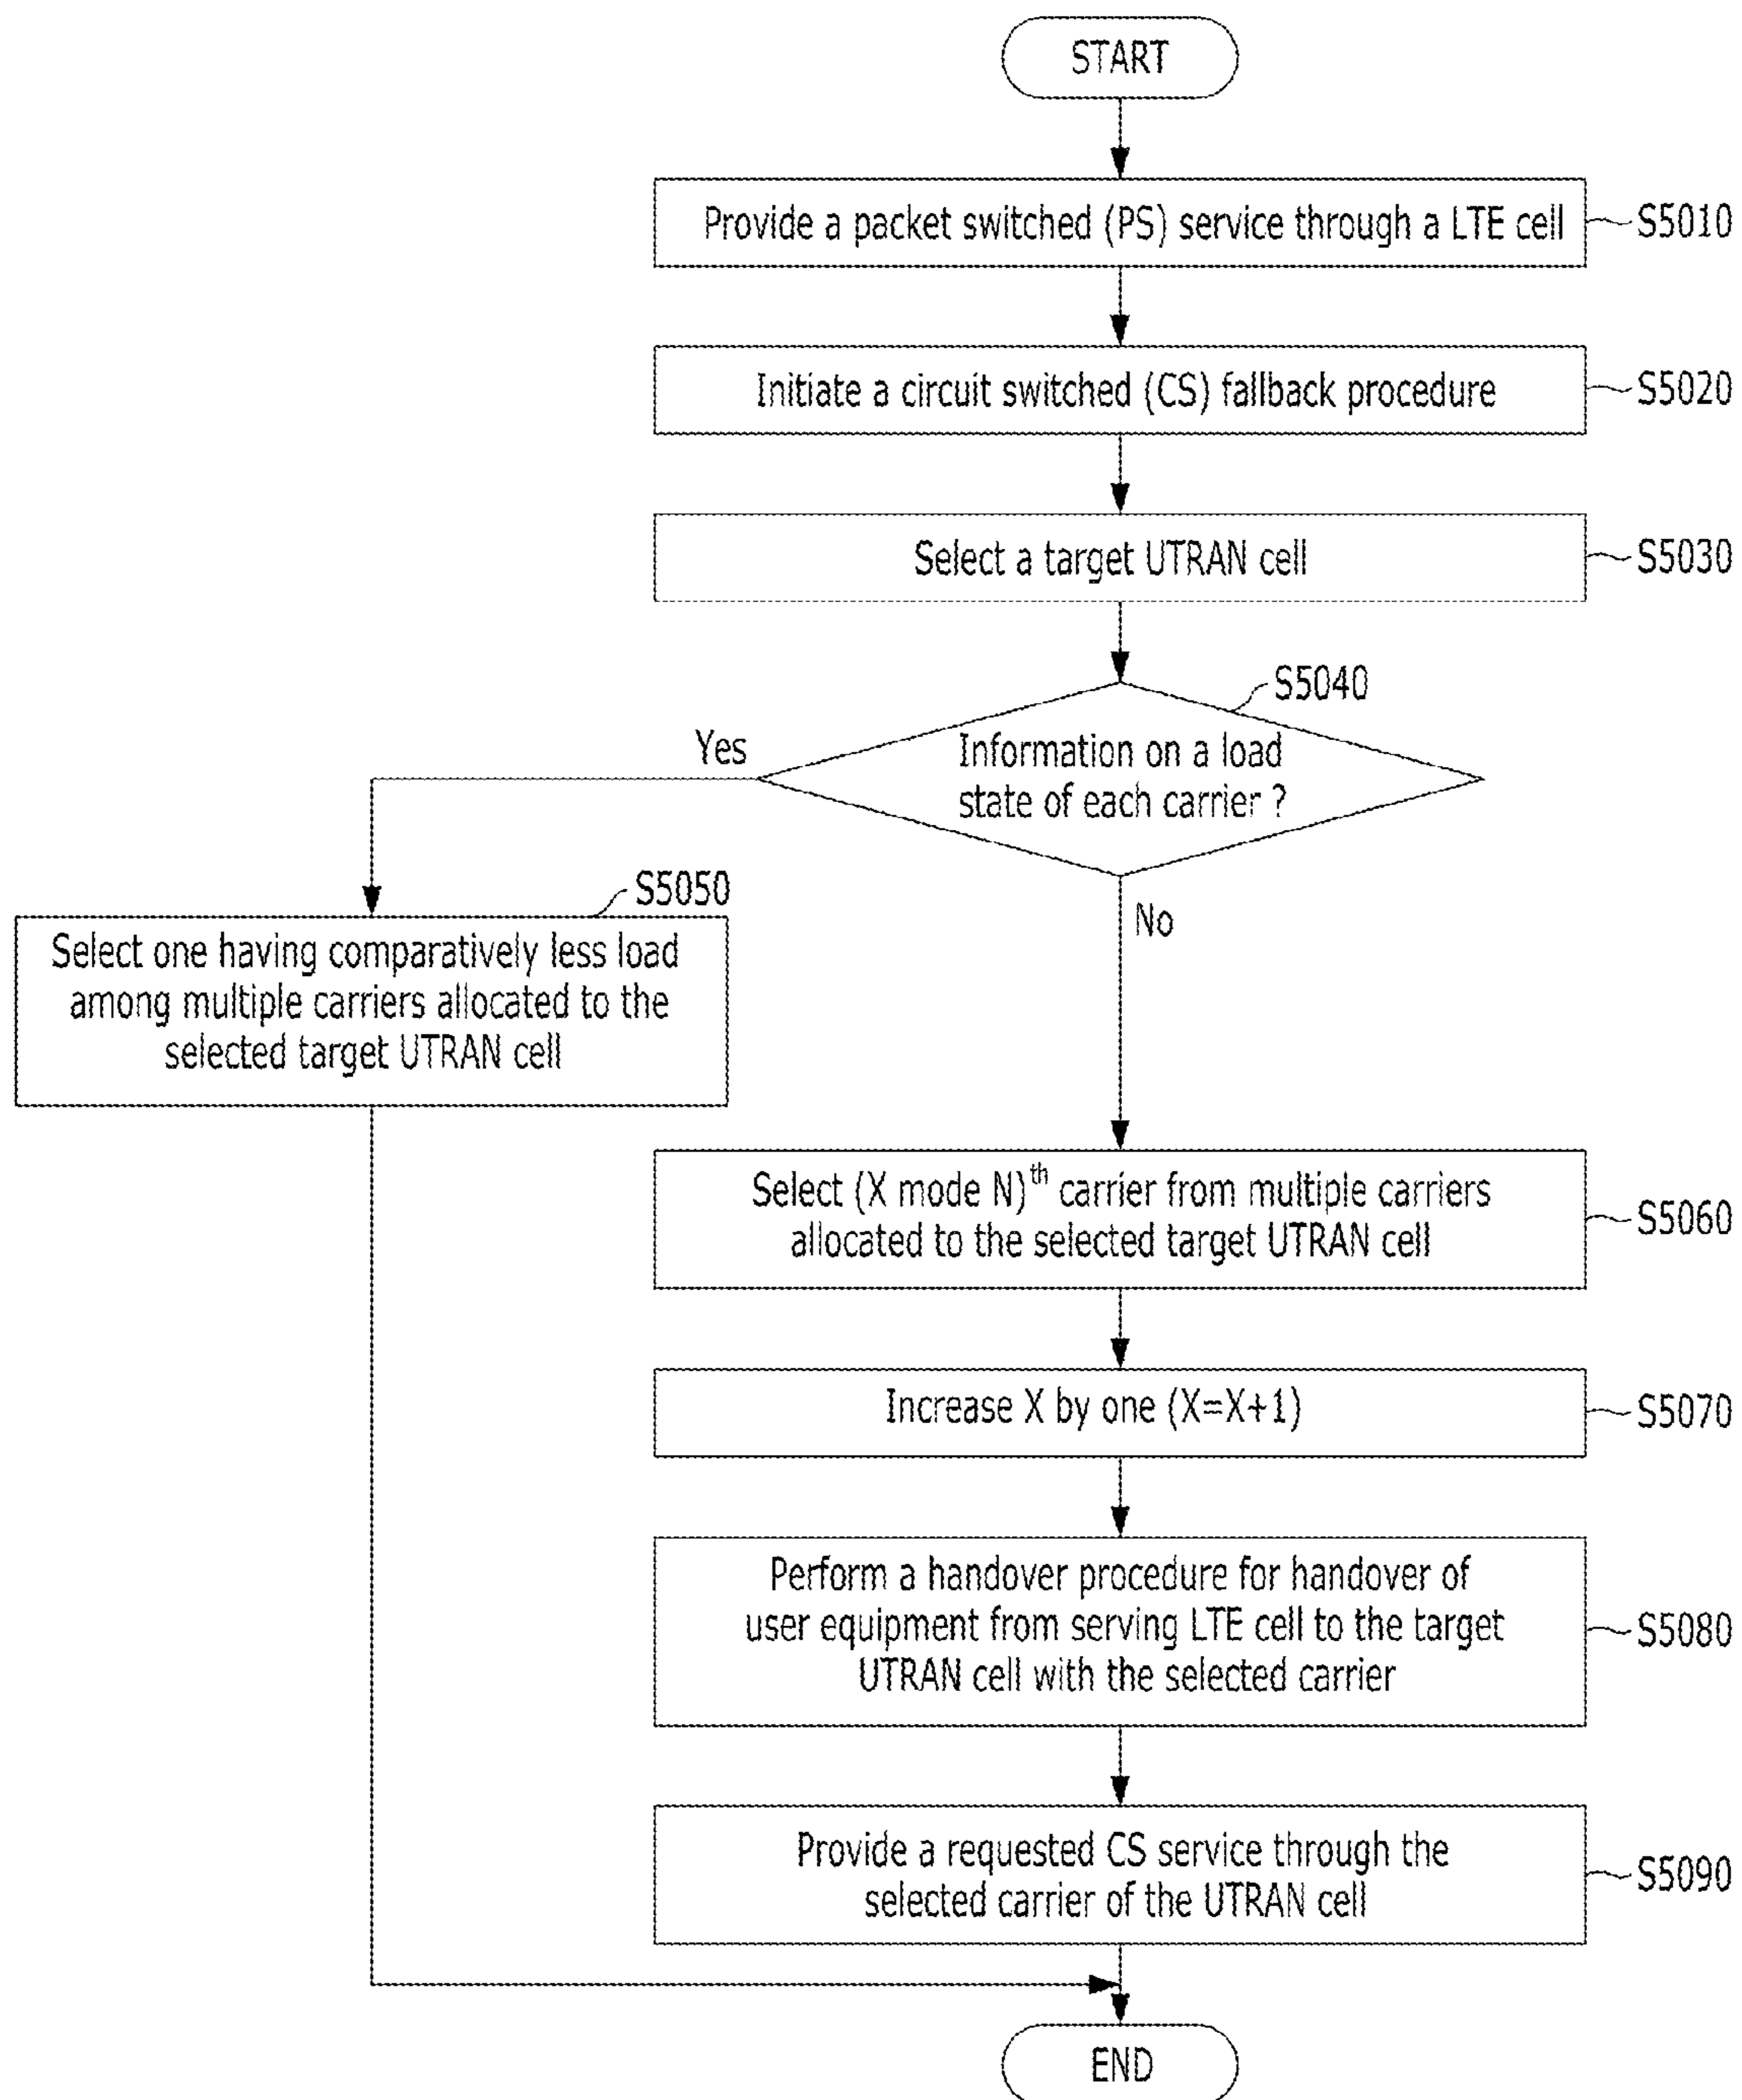 START
Provide a packet switched (PS) service through a LTE cell
S5010
Initiate a circuit switched (CS) fallback procedure
S5020
Select a target UTRAN cell
S5030
S5040
Information on a load
state of each carrier ?
Yes
No
S5050
Select one having comparatively less load
among multiple carriers allocated to the
selected target UTRAN cell
Select (X mode N)th carrier from multiple carriers
allocated to the selected target UTRAN cell
S5060
Increase X by one (X=X+1)
S5070
Perform a handover procedure for handover of
user equipment from serving LTE cell to the target
UTRAN cell with the selected carrier
S5080
Provide a requested CS service through the
selected carrier of the UTRAN cell
S5090
END